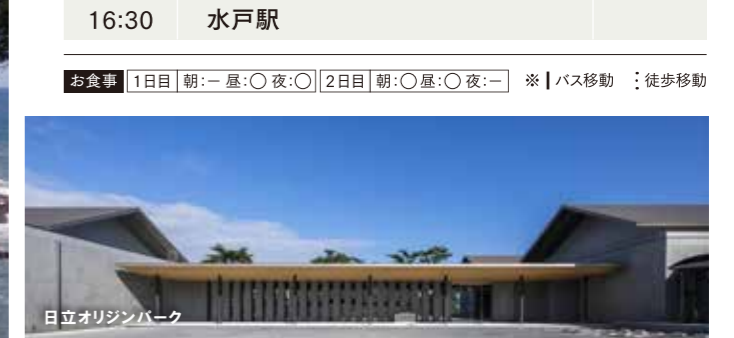 16:30 水戸駅
お食事 1日目 朝:ー 昼:〇 夜:〇 2日目 朝:〇 昼:〇 夜:ー ※┃バス移動 ⋮徒歩移動
日立オリジンパーク